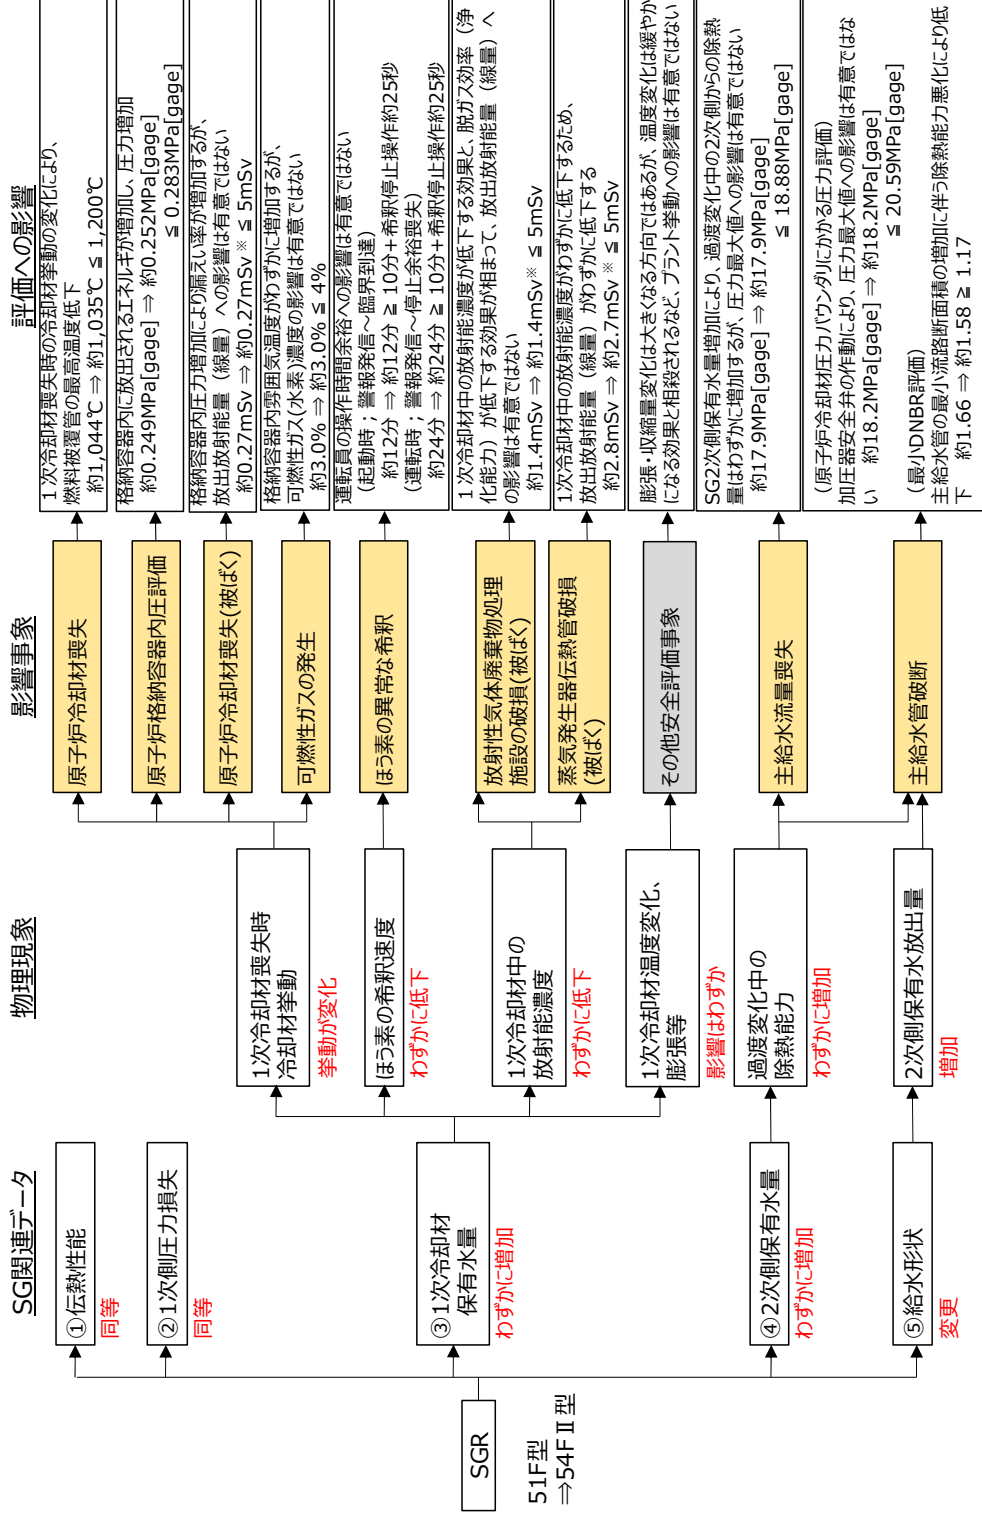 SG関連データ
物理現象
影響事象
評価への影響
SGR
51F型
⇒54FⅡ型
①伝熱性能
同等
②1次側圧力損失
同等
③1次冷却材
保有水量
わずかに増加
④2次側保有水量
わずかに増加
⑤給水形状
変更
1次冷却材喪失時
冷却材挙動
挙動が変化
ほう素の希釈速度
わずかに低下
1次冷却材中の
放射能濃度
わずかに低下
1次冷却材温度変化、
膨張等
影響はわずか
過渡変化中の
除熱能力
わずかに増加
2次側保有水放出量
増加
原子炉冷却材喪失
原子炉格納容器内圧評価
原子炉冷却材喪失(被ばく)
可燃性ガスの発生
ほう素の異常な希釈
放射性気体廃棄物処理
施設の破損(被ばく)
蒸気発生器伝熱管破損
(被ばく)
その他安全評価事象
主給水流量喪失
主給水管破断
1次冷却材喪失時の冷却材挙動の変化により、
燃料被覆管の最高温度低下
約1,044℃ ⇒ 約1,035℃ ≦ 1,200℃
格納容器内に放出されるエネルギが増加し、圧力増加
約0.249MPa[gage] ⇒ 約0.252MPa[gage]
≦ 0.283MPa[gage]
格納容器内圧力増加により漏えい率が増加するが、
放出放射能量（線量）への影響は有意ではない
約0.27mSv ⇒ 約0.27mSv※ ≦ 5mSv
格納容器内雰囲気温度がわずかに増加するが、
可燃性ガス(水素)濃度の影響は有意ではない
約3.0% ⇒ 約3.0% ≦ 4%
運転員の操作時間余裕への影響は有意ではない
（起動時；警報発信～臨界到達）
約12分 ⇒ 約12分 ≧ 10分＋希釈停止操作約25秒
（運転時；警報発信～停止余裕喪失）
約24分 ⇒ 約24分 ≧ 10分＋希釈停止操作約25秒
1次冷却材中の放射能濃度が低下する効果と、脱ガス効率（浄
化能力）が低下する効果が相まって、放出放射能量（線量）へ
の影響は有意ではない
約1.4mSv ⇒ 約1.4mSv※ ≦ 5mSv
1次冷却材中の放射能濃度がわずかに低下するため、
放出放射能量（線量）がわずかに低下する
約2.8mSv ⇒ 約2.7mSv※ ≦ 5mSv
膨張・収縮量変化は大きくなる方向ではあるが、温度変化は緩やか
になる効果と相殺されるなど、プラント挙動への影響は有意ではない
SG2次側保有水量増加により、過渡変化中の2次側からの除熱
量はわずかに増加するが、圧力最大値への影響は有意ではない
約17.9MPa[gage] ⇒ 約17.9MPa[gage]
≦ 18.88MPa[gage]
（原子炉冷却材圧力バウンダリにかかる圧力評価）
加圧器安全弁の作動により、圧力最大値への影響は有意ではな
い
約18.2MPa[gage] ⇒ 約18.2MPa[gage]
≦ 20.59MPa[gage]
（最小DNBR評価）
主給水管の最小流路断面積の増加に伴う除熱能力悪化により低
下
約1.66 ⇒ 約1.58 ≧ 1.17